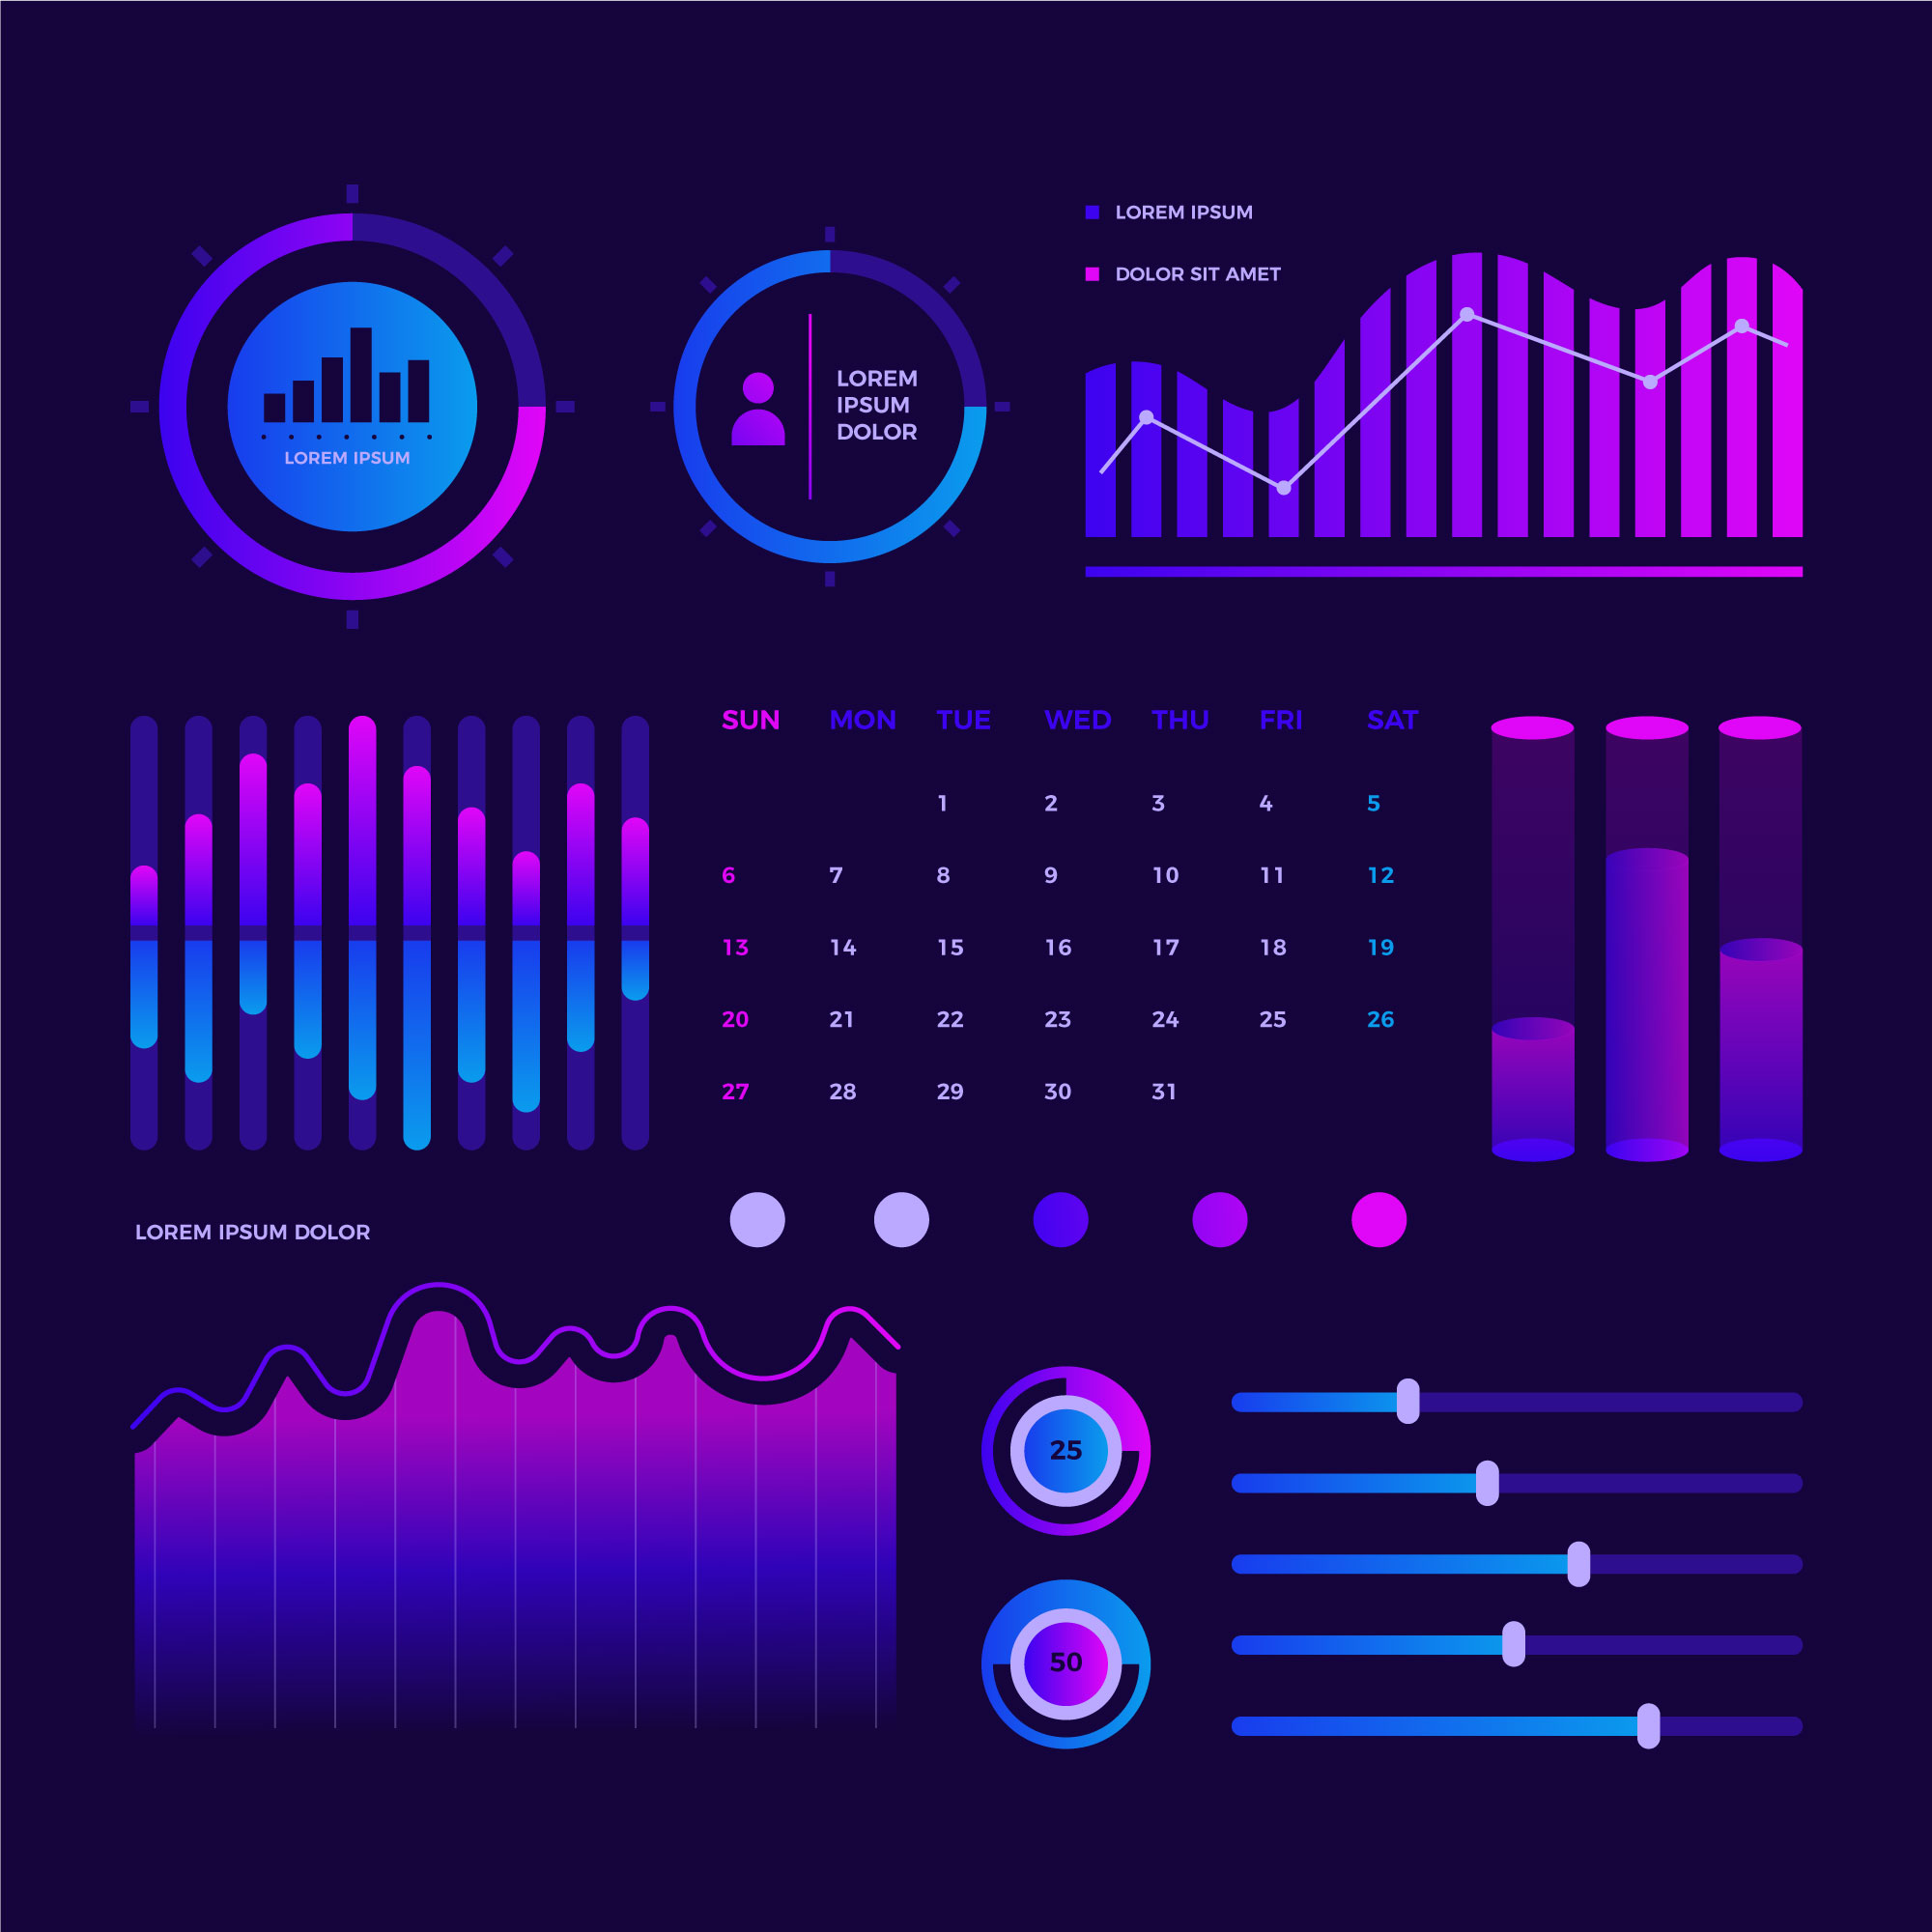 LOREM IPSUM
LOREM
IPSUM
DOLOR
LOREM IPSUM
DOLOR SIT AMET
SUN MON TUE WED THU FRI SAT
1 2 3 4 5
6 7 8 9 10 11 12
13 14 15 16 17 18 19
20 21 22 23 24 25 26
27 28 29 30 31
LOREM IPSUM DOLOR
25
50